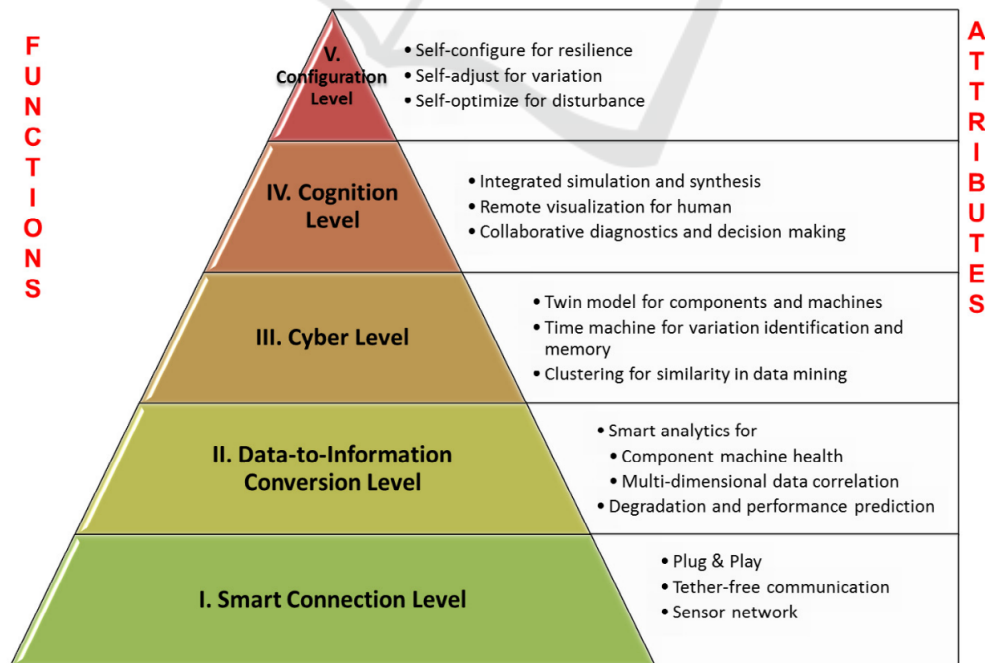 FUNCTIONS
ATTRIBUTES
V.
Configuration
Level
• Self-configure for resilience
• Self-adjust for variation
• Self-optimize for disturbance
IV. Cognition
Level
• Integrated simulation and synthesis
• Remote visualization for human
• Collaborative diagnostics and decision making
III. Cyber Level
• Twin model for components and machines
• Time machine for variation identification and
memory
• Clustering for similarity in data mining
II. Data-to-Information
Conversion Level
• Smart analytics for
• Component machine health
• Multi-dimensional data correlation
• Degradation and performance prediction
I. Smart Connection Level
• Plug & Play
• Tether-free communication
• Sensor network